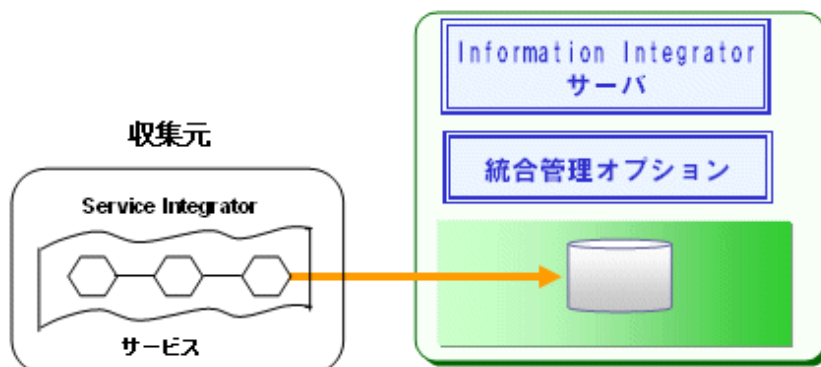 Information Integrator
サーバ
収集元
統合管理オプション
Service Integrator
サービス